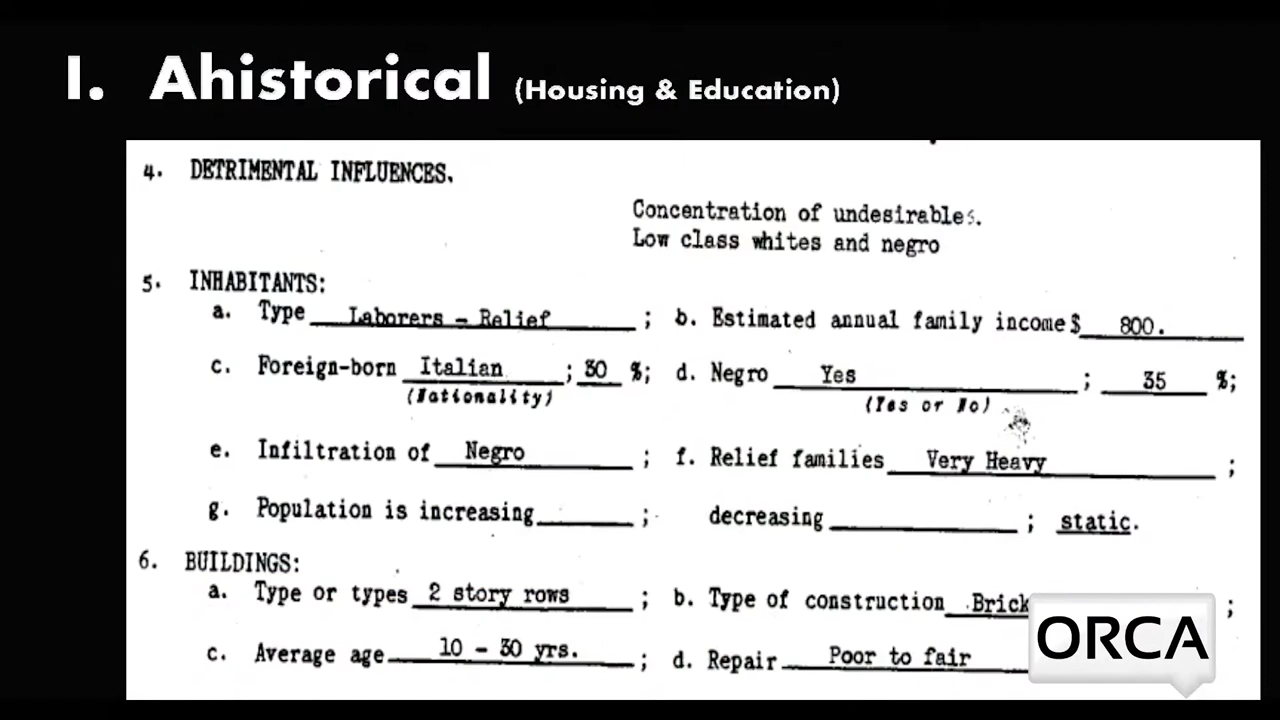 I. Ahistorical (Housing & Education)
4. DETRIMENTAL INFLUENCES.
Concentration of undesirables.
Low class whites and negro
5. INHABITANTS:
a. Type Laborers - Relief ; b. Estimated annual family income $ 800.
c. Foreign-born Italian ; 30 %; d. Negro Yes ; 35 %;
(Nationality) (Yes or No)
e. Infiltration of Negro ; f. Relief families Very Heavy ;
g. Population is increasing ; decreasing ; static.
6. BUILDINGS:
a. Type or types 2 story rows ; b. Type of construction Brick ;
c. Average age 10 - 30 yrs. ; d. Repair Poor to fair
ORCA